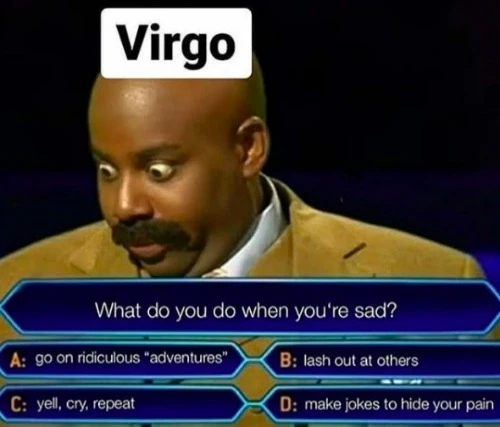 Virgo
What do you do when you're sad?
A: go on ridiculous "adventures"
B: lash out at others
C: yell, cry, repeat
D: make jokes to hide your pain